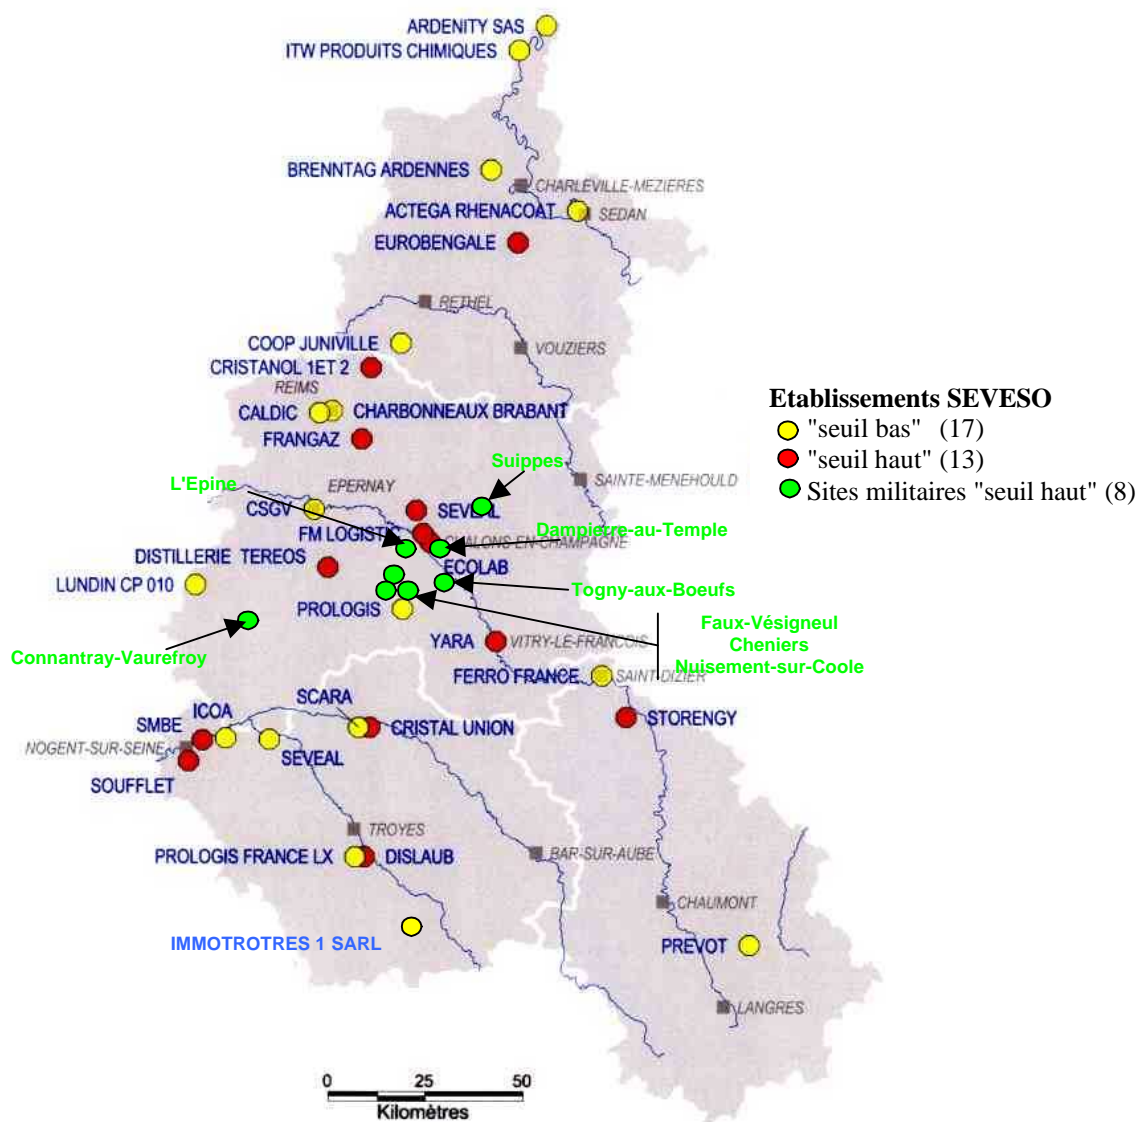 ARDENITY SAS
ITW PRODUITS CHIMIQUES
BRENNTAG ARDENNES
CHARLEVILLE-MEZIERES
ACTEGA RHENACOAT
SEDAN
EUROBENGALE
RETHEL
COOP JUNIVILLE
VOUZIERS
CRISTANOL 1ET 2
REIMS
CALDIC
CHARBONNEAUX BRABANT
FRANGAZ
Etablissements SEVESO
"seuil bas" (17)
"seuil haut" (13)
Sites militaires "seuil haut" (8)
Suippes
L'Epine
EPERNAY
SAINTE-MENEHOULD
CSGV
SEVEAL
FM LOGISTIC
Dampierre-au-Temple
CHALONS EN CHAMPAGNE
DISTILLERIE TEREOS
ECOLAB
LUNDIN CP 010
Togny-aux-Boeufs
PROLOGIS
Faux-Vésigneul
Cheniers
Nuisement-sur-Coole
YARA
VITRY-LE-FRANCOIS
Connantray-Vaurefroy
FERRO FRANCE
SAINT-DIZIER
SCARA
ICOA
SMBE
CRISTAL UNION
STORENGY
NOGENT-SUR-SEINE
SEVEAL
SOUFFLET
TROYES
PROLOGIS FRANCE LX
DISLAUB
BAR-SUR-AUBE
CHAUMONT
IMMOTROTRES 1 SARL
PREVOT
LANGRES
0 25 50
Kilomètres